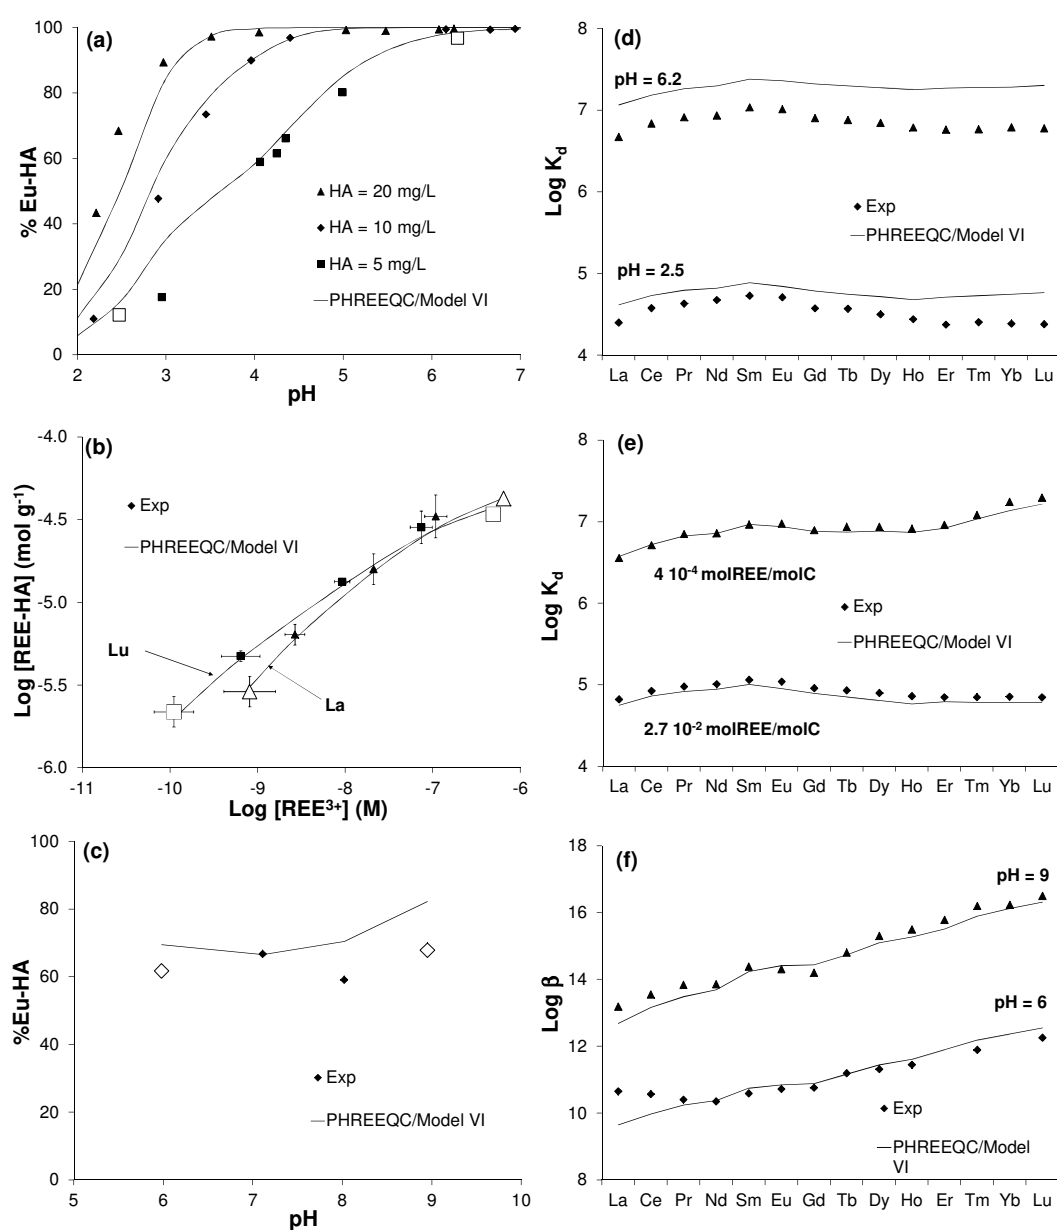 (a)
% Eu-HA
100
80
60
40
20
0
HA = 20 mg/L
HA = 10 mg/L
HA = 5 mg/L
PHREEQC/Model VI
2 3 4 5 6 7
pH
(d)
Log K_d
8
7
6
5
4
pH = 6.2
Exp
PHREEQC/Model VI
pH = 2.5
La Ce Pr Nd Sm Eu Gd Tb Dy Ho Er Tm Yb Lu
(b)
Log [REE-HA] (mol g⁻¹)
-4.0
-4.5
-5.0
-5.5
-6.0
Exp
PHREEQC/Model VI
Lu
La
-11 -10 -9 -8 -7 -6
Log [REE³⁺] (M)
(e)
Log K_d
8
7
6
5
4
4 10⁻⁴ molREE/molC
Exp
PHREEQC/Model VI
2.7 10⁻² molREE/molC
La Ce Pr Nd Sm Eu Gd Tb Dy Ho Er Tm Yb Lu
(c)
%Eu-HA
100
80
60
40
20
0
Exp
PHREEQC/Model VI
5 6 7 8 9 10
pH
(f)
Log β
18
16
14
12
10
8
pH = 9
pH = 6
Exp
PHREEQC/Model
VI
La Ce Pr Nd Sm Eu Gd Tb Dy Ho Er Tm Yb Lu